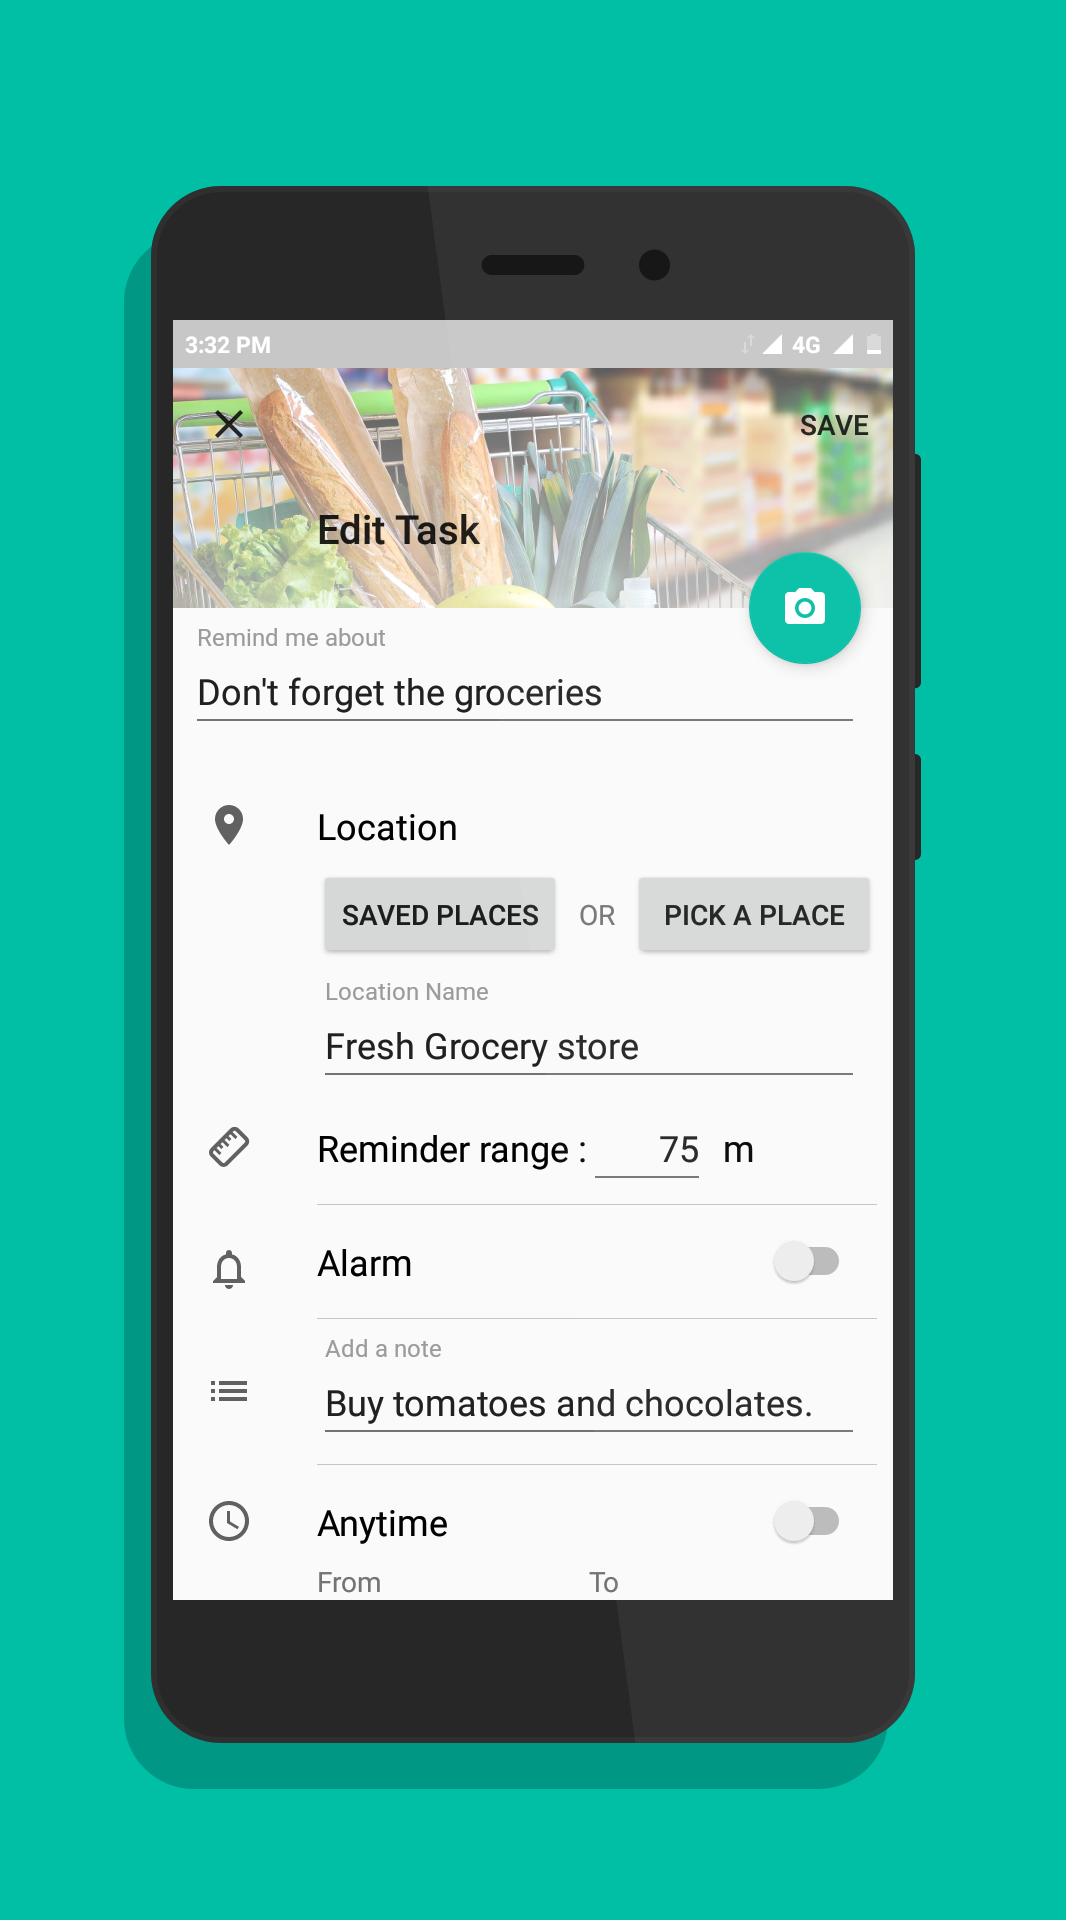 3:32 PM 4G
SAVE
Edit Task
Remind me about
Don't forget the groceries
Location
SAVED PLACES OR PICK A PLACE
Location Name
Fresh Grocery store
Reminder range : 75 m
Alarm
Add a note
Buy tomatoes and chocolates.
Anytime
From To